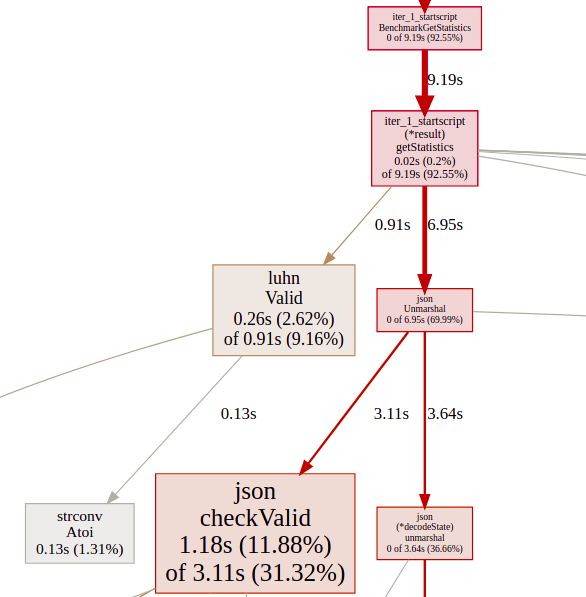 iter_1_startscript
BenchmarkGetStatistics
0 of 9.19s (92.55%)
9.19s
iter_1_startscript
(*result)
getStatistics
0.02s (0.2%)
of 9.19s (92.55%)
0.91s
6.95s
luhn
Valid
0.26s (2.62%)
of 0.91s (9.16%)
json
Unmarshal
0 of 6.95s (69.99%)
0.13s
3.11s
3.64s
strconv
Atoi
0.13s (1.31%)
json
checkValid
1.18s (11.88%)
of 3.11s (31.32%)
json
(*decodeState)
unmarshal
0 of 3.64s (36.66%)